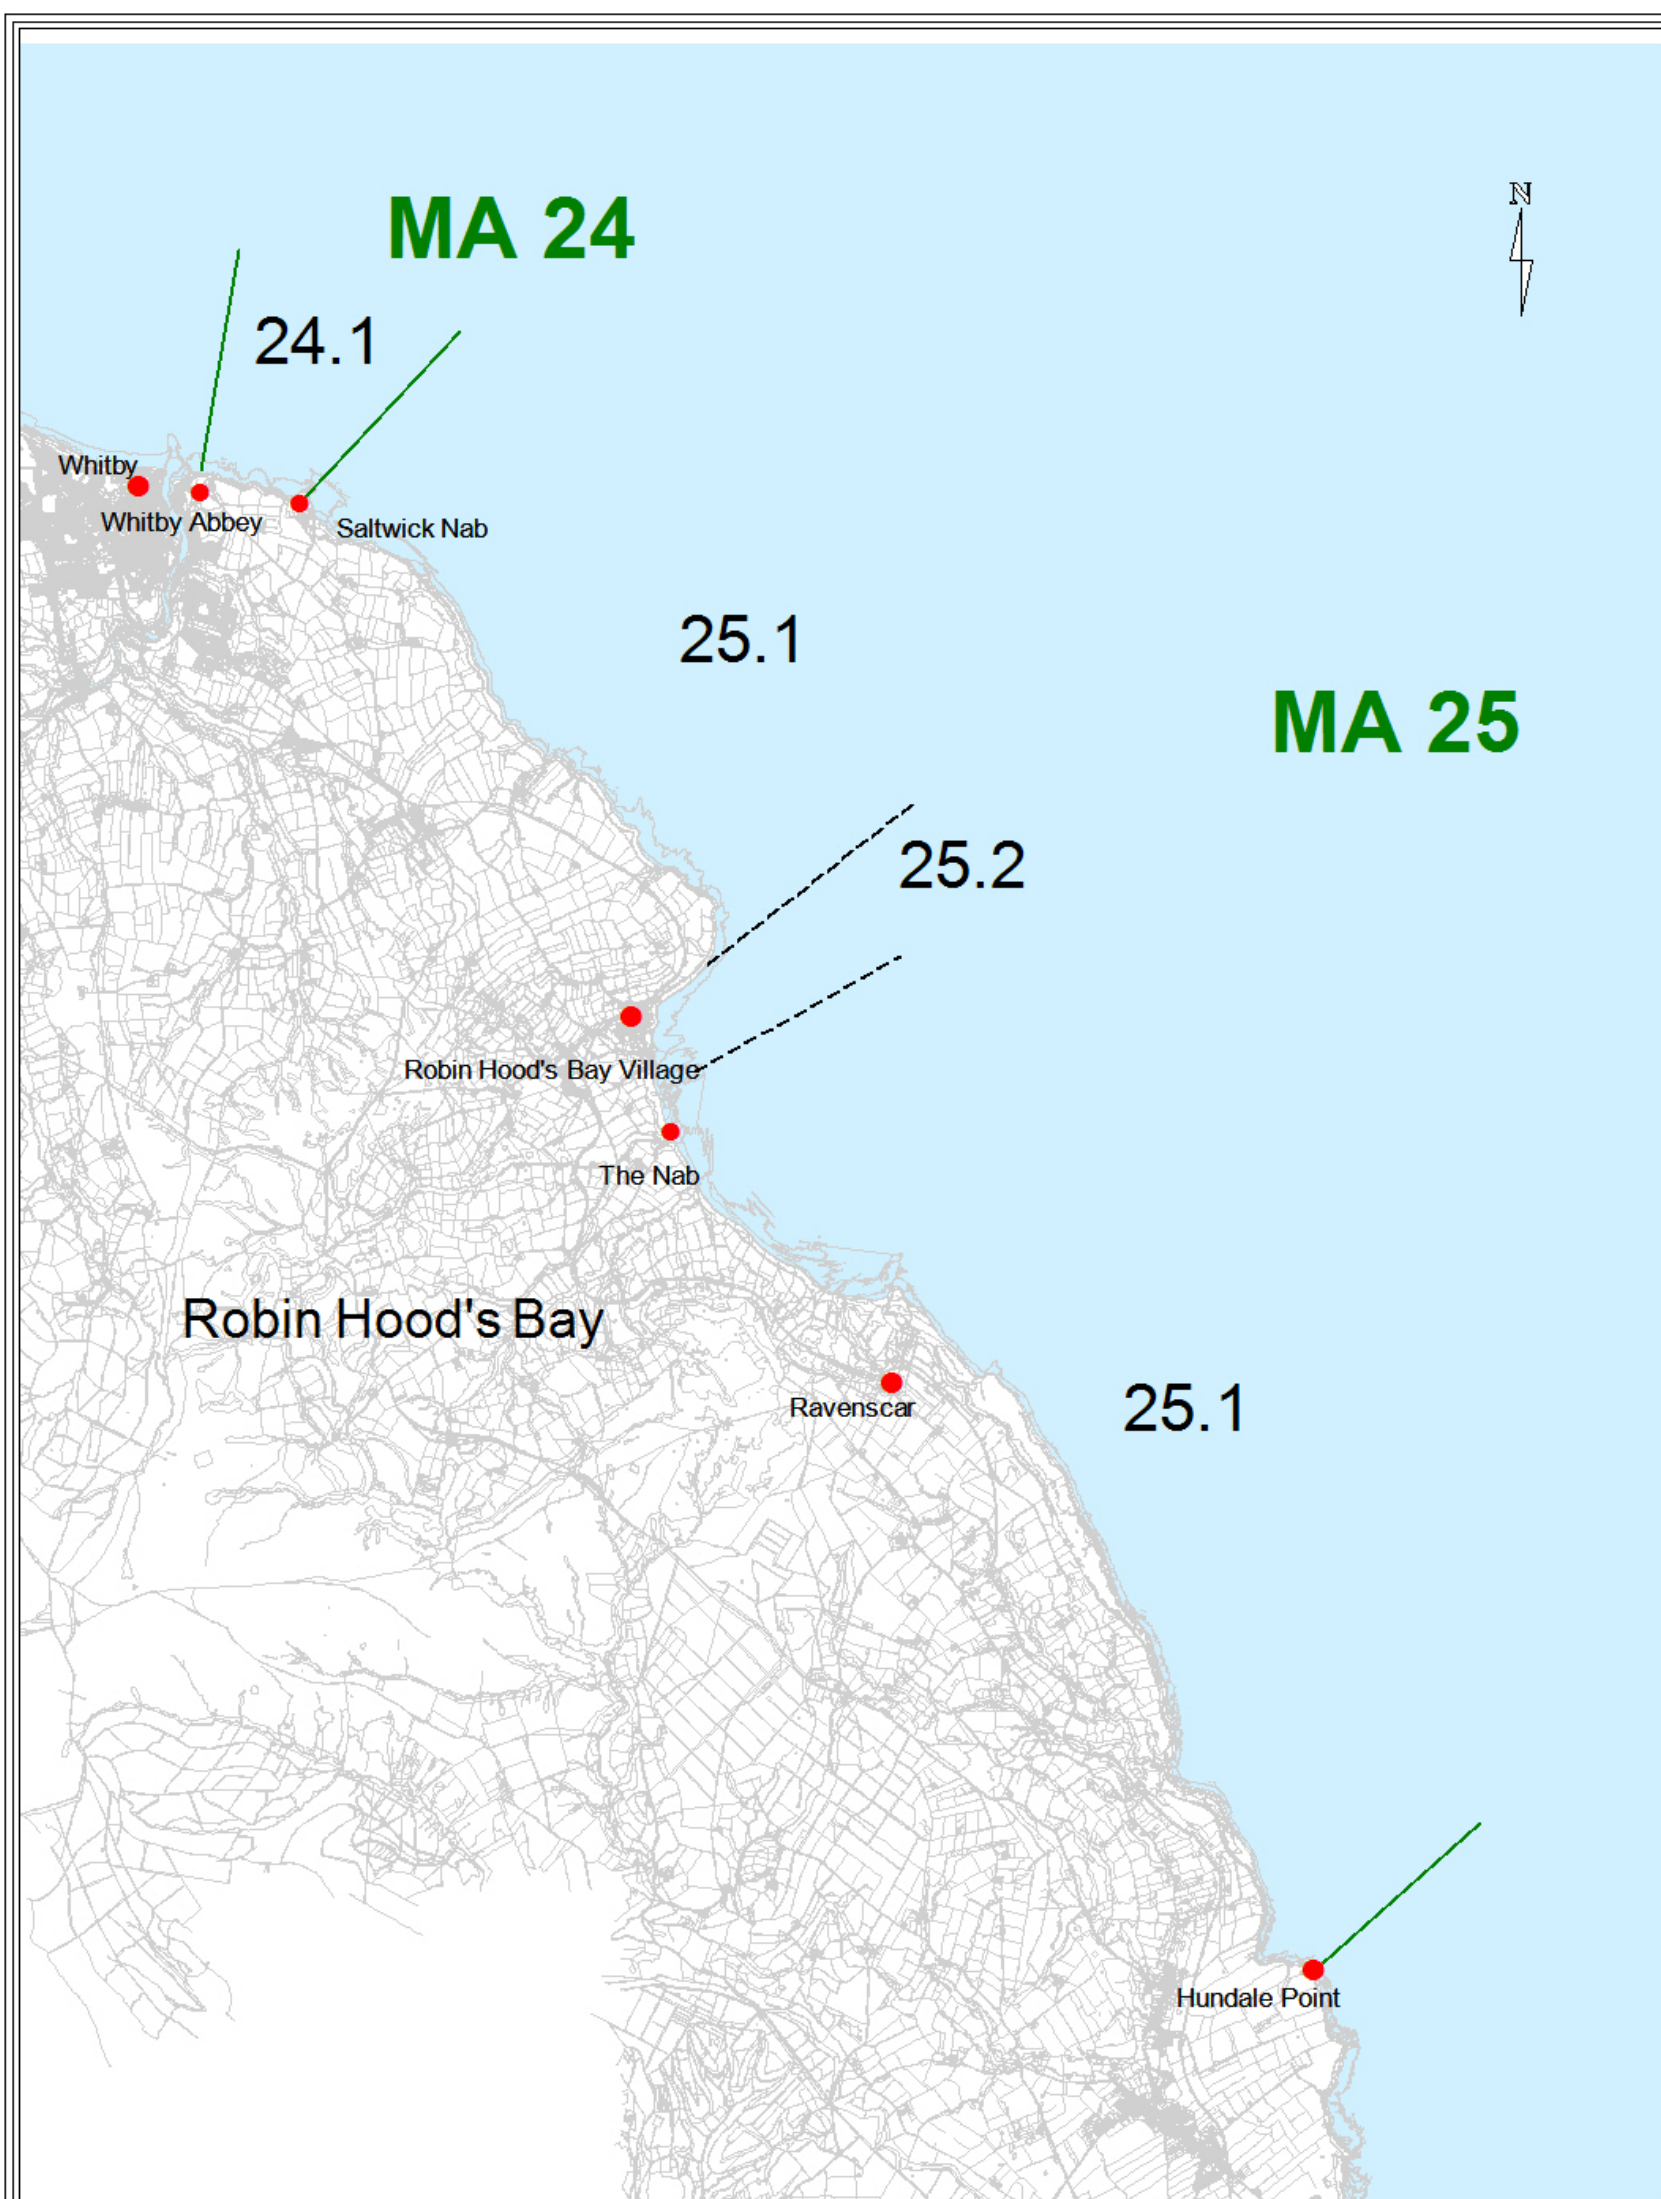 N
MA 24
24.1
Whitby
Whitby Abbey
Saltwick Nab
25.1
MA 25
25.2
Robin Hood's Bay Village
The Nab
Robin Hood's Bay
Ravenscar
25.1
Hundale Point